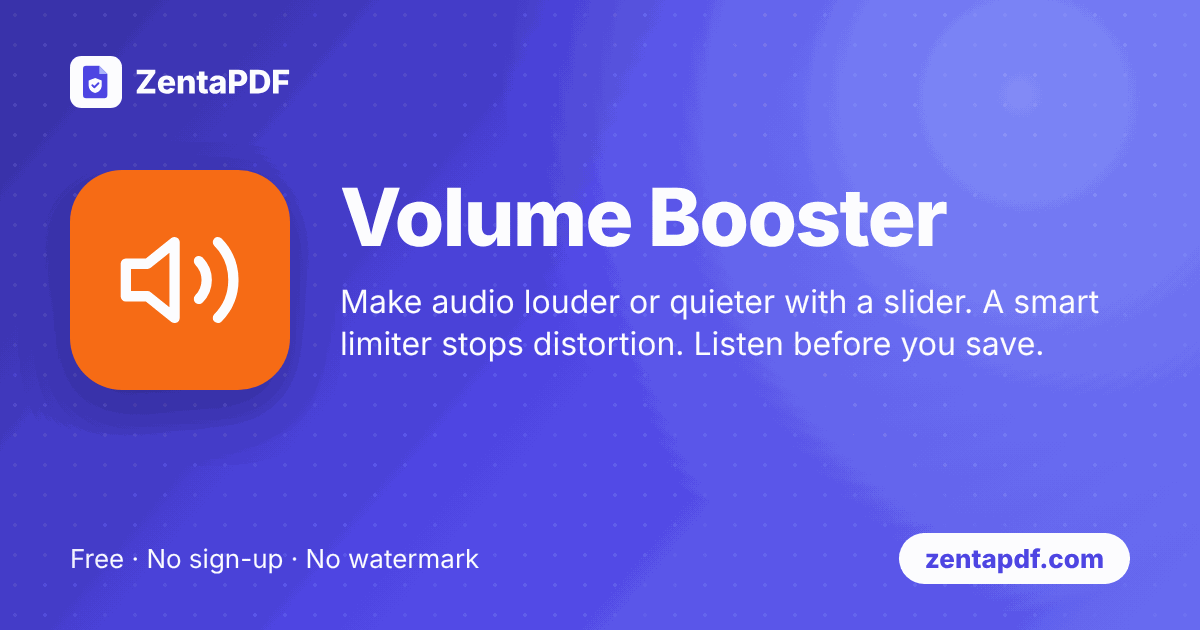 ZentaPDF
Volume Booster
Make audio louder or quieter with a slider. A smart
limiter stops distortion. Listen before you save.
Free · No sign-up · No watermark
zentapdf.com